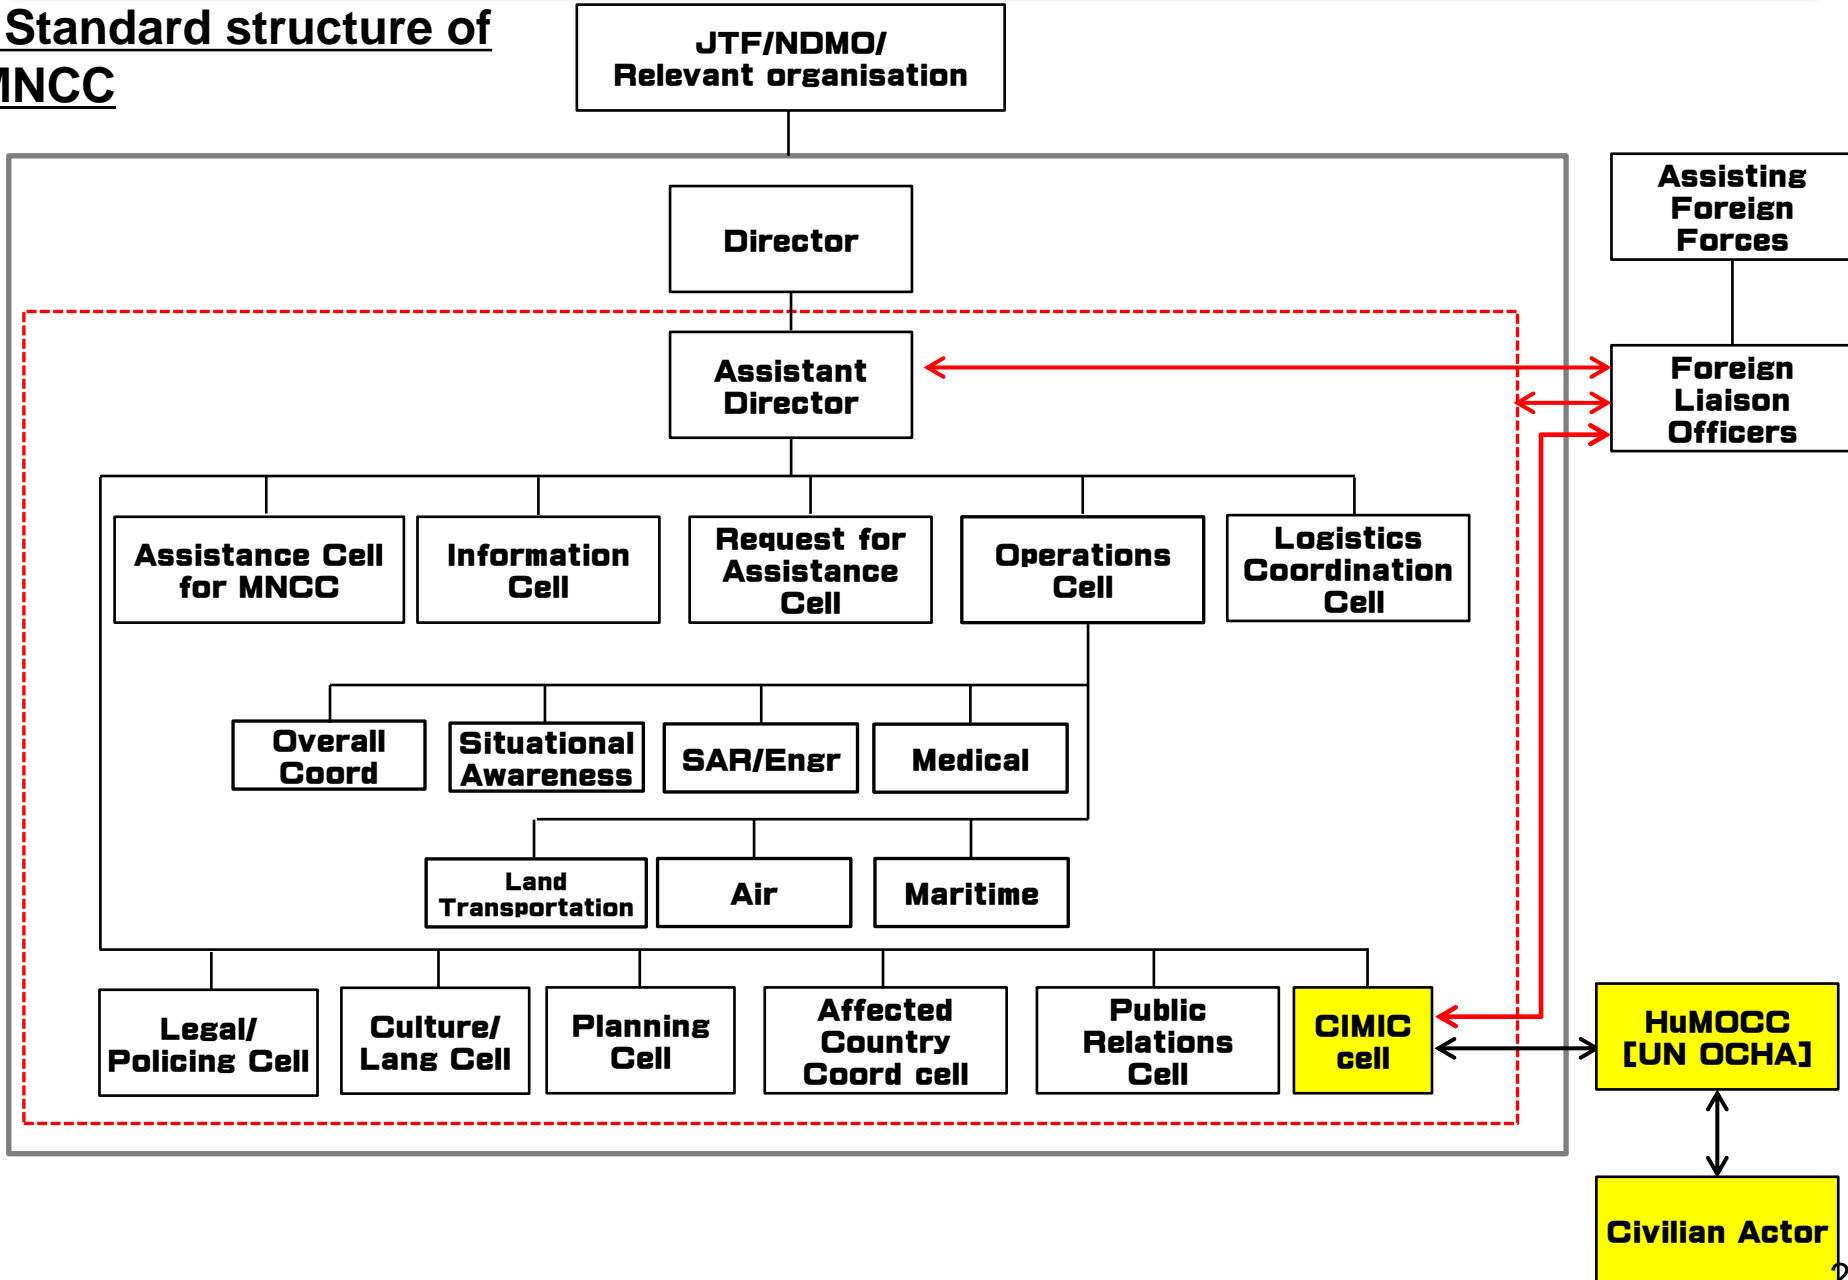 Standard structure of
MNCC
JTF/NDMO/
Relevant organisation
Director
Assisting
Foreign
Forces
Assistant
Director
Foreign
Liaison
Officers
Assistance Cell
for MNCC
Information
Cell
Request for
Assistance
Cell
Operations
Cell
Logistics
Coordination
Cell
Overall
Coord
Situational
Awareness
SAR/Engr
Medical
Land
Transportation
Air
Maritime
Legal/
Policing Cell
Culture/
Lang Cell
Planning
Cell
Affected
Country
Coord cell
Public
Relations
Cell
CIMIC
cell
HuMOCC
[UN OCHA]
Civilian Actor